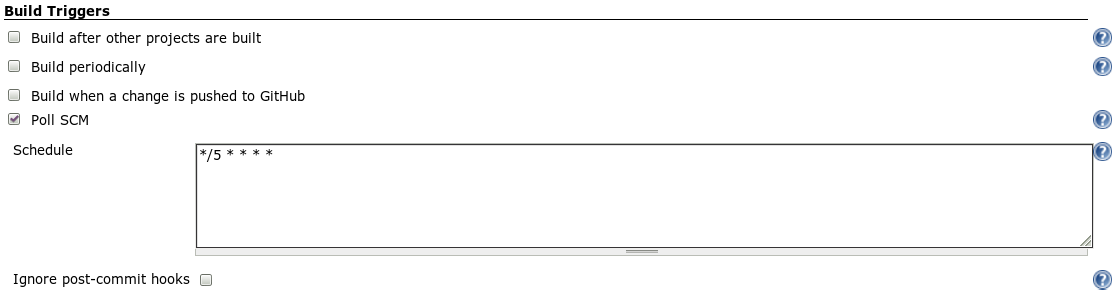 Build Triggers
Build after other projects are built
Build periodically
Build when a change is pushed to GitHub
Poll SCM
Schedule
*/5 * * * *
Ignore post-commit hooks